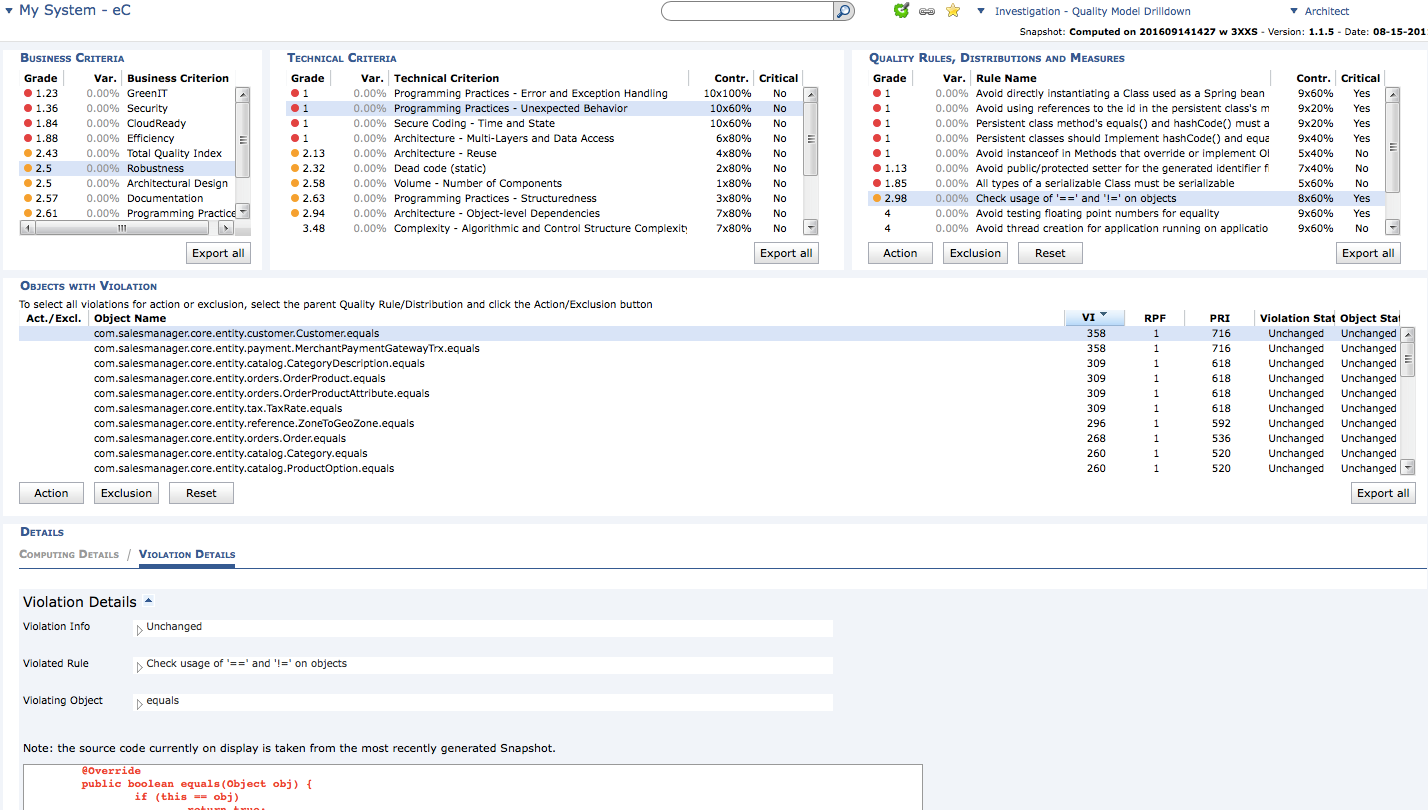 My System - eC
Investigation - Quality Model Drilldown
Architect
Snapshot: Computed on 201609141427 w 3XXS - Version: 1.1.5 - Date: 08-15-201
Business Criteria
Grade Var. Business Criterion
1.23 0.00% GreenIT
1.36 0.00% Security
1.84 0.00% CloudReady
1.88 0.00% Efficiency
2.43 0.00% Total Quality Index
2.5 0.00% Robustness
2.5 0.00% Architectural Design
2.57 0.00% Documentation
2.61 0.00% Programming Practice
Export all
Technical Criteria
Grade Var. Technical Criterion Contr. Critical
1 0.00% Programming Practices - Error and Exception Handling 10x100% No
1 0.00% Programming Practices - Unexpected Behavior 10x60% No
1 0.00% Secure Coding - Time and State 10x60% No
1 0.00% Architecture - Multi-Layers and Data Access 6x80% No
2.13 0.00% Architecture - Reuse 4x80% No
2.32 0.00% Dead code (static) 2x80% No
2.58 0.00% Volume - Number of Components 1x80% No
2.63 0.00% Programming Practices - Structuredness 3x80% No
2.94 0.00% Architecture - Object-level Dependencies 7x80% No
3.48 0.00% Complexity - Algorithmic and Control Structure Complexity 7x80% No
Export all
Quality Rules, Distributions and Measures
Grade Var. Rule Name Contr. Critical
1 0.00% Avoid directly instantiating a Class used as a Spring bean 9x60% Yes
1 0.00% Avoid using references to the id in the persistent class's m 9x20% Yes
1 0.00% Persistent class method's equals() and hashCode() must a 9x20% Yes
1 0.00% Persistent classes should Implement hashCode() and equa 9x40% Yes
1 0.00% Avoid instanceof in Methods that override or implement Ol 5x40% No
1.13 0.00% Avoid public/protected setter for the generated identifier f 7x40% No
1.85 0.00% All types of a serializable Class must be serializable 5x60% No
2.98 0.00% Check usage of '==' and '!=' on objects 8x60% Yes
4 0.00% Avoid testing floating point numbers for equality 9x60% Yes
4 0.00% Avoid thread creation for application running on applicatio 9x60% No
Action Exclusion Reset Export all
Objects with Violation
To select all violations for action or exclusion, select the parent Quality Rule/Distribution and click the Action/Exclusion button
Act./Excl. Object Name VI RPF PRI Violation Stat Object Stat
com.salesmanager.core.entity.customer.Customer.equals 358 1 716 Unchanged Unchanged
com.salesmanager.core.entity.payment.MerchantPaymentGatewayTrx.equals 358 1 716 Unchanged Unchanged
com.salesmanager.core.entity.catalog.CategoryDescription.equals 309 1 618 Unchanged Unchanged
com.salesmanager.core.entity.orders.OrderProduct.equals 309 1 618 Unchanged Unchanged
com.salesmanager.core.entity.orders.OrderProductAttribute.equals 309 1 618 Unchanged Unchanged
com.salesmanager.core.entity.tax.TaxRate.equals 309 1 618 Unchanged Unchanged
com.salesmanager.core.entity.reference.ZoneToGeoZone.equals 296 1 592 Unchanged Unchanged
com.salesmanager.core.entity.orders.Order.equals 268 1 536 Unchanged Unchanged
com.salesmanager.core.entity.catalog.Category.equals 260 1 520 Unchanged Unchanged
com.salesmanager.core.entity.catalog.ProductOption.equals 260 1 520 Unchanged Unchanged
Action Exclusion Reset Export all
Details
Computing Details / Violation Details
Violation Details
Violation Info Unchanged
Violated Rule Check usage of '==' and '!=' on objects
Violating Object equals
Note: the source code currently on display is taken from the most recently generated Snapshot.
@Override
public boolean equals(Object obj) {
if (this == obj)
return true;